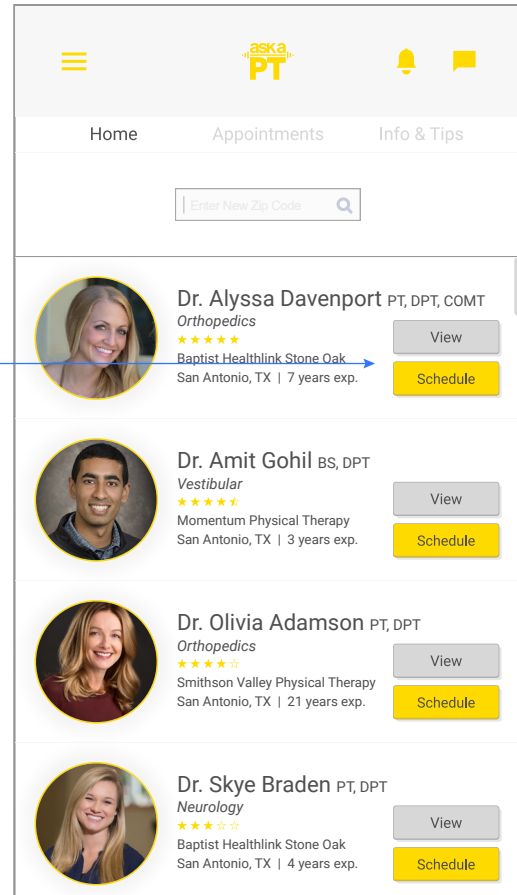 aska
PT
Home Appointments Info & Tips
Enter New Zip Code
Dr. Alyssa Davenport PT, DPT, COMT
Orthopedics
★★★★★
View
Baptist Healthlink Stone Oak
San Antonio, TX | 7 years exp.
Schedule
Dr. Amit Gohil BS, DPT
Vestibular
View
Momentum Physical Therapy
San Antonio, TX | 3 years exp.
Schedule
Dr. Olivia Adamson PT, DPT
Orthopedics
★★★★☆
View
Smithson Valley Physical Therapy
San Antonio, TX | 21 years exp.
Schedule
Dr. Skye Braden PT, DPT
Neurology
★★★☆☆
View
Baptist Healthlink Stone Oak
San Antonio, TX | 4 years exp.
Schedule